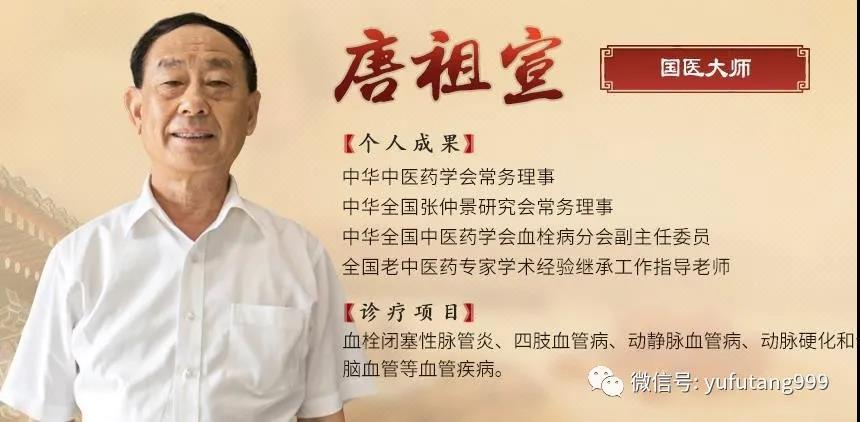 唐祖宣
国医大师
【个人成果】
中华中医药学会常务理事
中华全国张仲景研究会常务理事
中华全国中医药学会血栓病分会副主任委员
全国老中医药专家学术经验继承工作指导老师
【诊疗项目】
血栓闭塞性脉管炎、四肢血管病、动静脉血管病、动脉硬化和
脑血管等血管疾病。
微信号: yufutang999